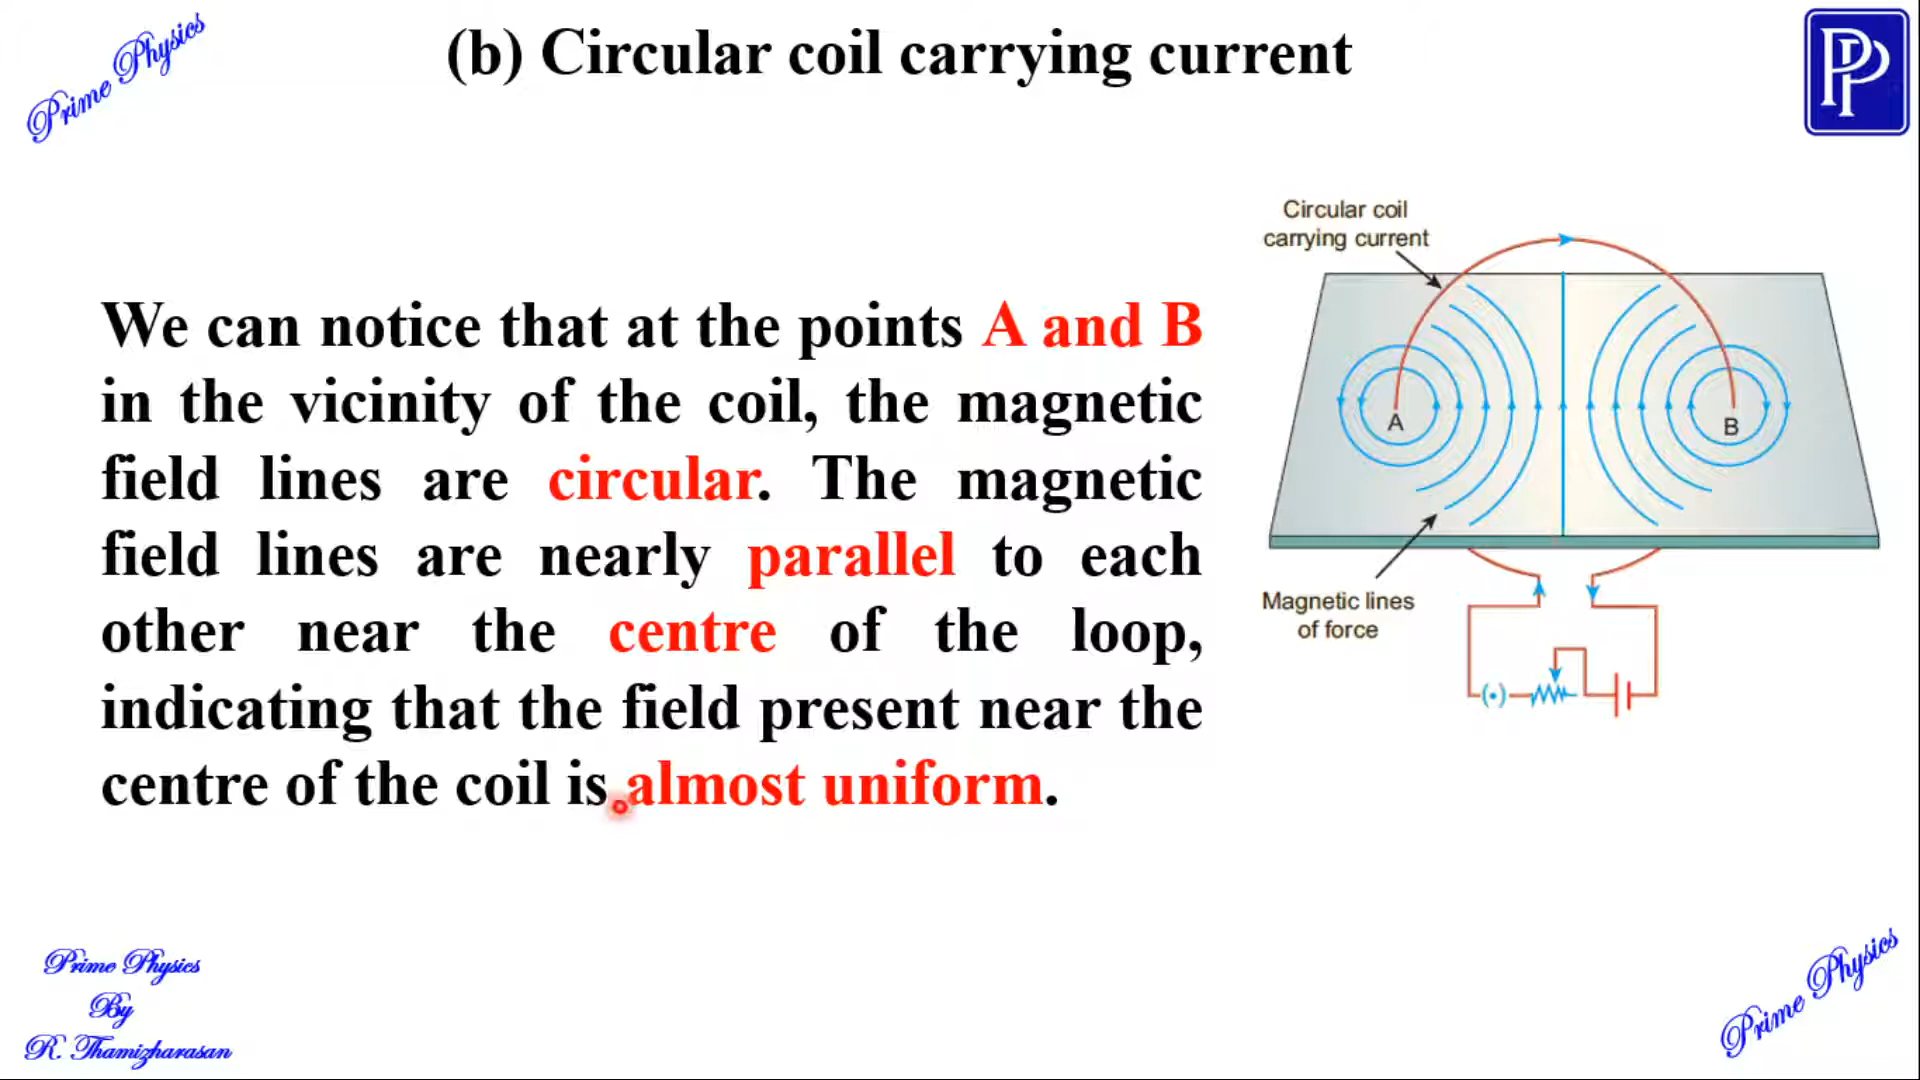 Prime Physics
(b) Circular coil carrying current
PP
Circular coil
carrying current
We can notice that at the points A and B
in the vicinity of the coil, the magnetic
field lines are circular. The magnetic
field lines are nearly parallel to each
other near the centre of the loop,
indicating that the field present near the
centre of the coil is almost uniform.
A
B
Magnetic lines
of force
Prime Physics
By
R. Thamizharasan
Prime Physics